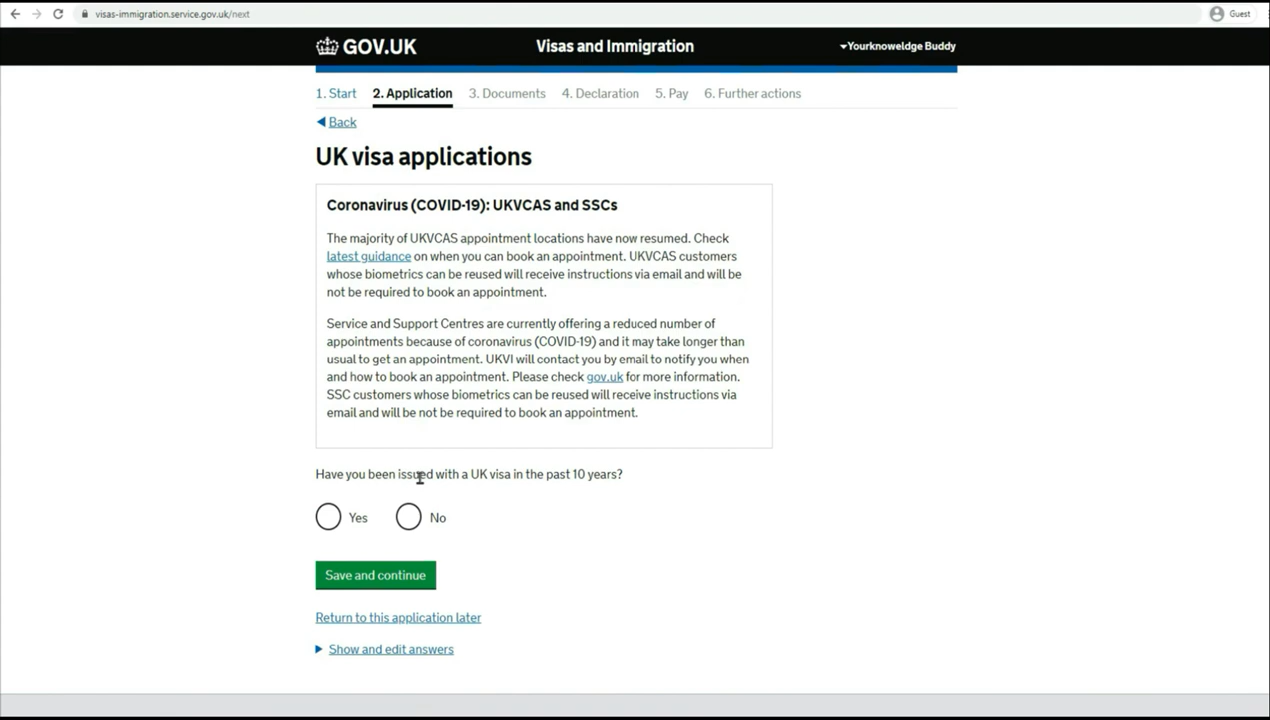 visas-immigration.service.gov.uk/next
Guest
GOV.UK
Visas and Immigration
Yourknoweldge Buddy
1. Start 2. Application 3. Documents 4. Declaration 5. Pay 6. Further actions
Back
UK visa applications
Coronavirus (COVID-19): UKVCAS and SSCs
The majority of UKVCAS appointment locations have now resumed. Check
latest guidance on when you can book an appointment. UKVCAS customers
whose biometrics can be reused will receive instructions via email and will be
not be required to book an appointment.
Service and Support Centres are currently offering a reduced number of
appointments because of coronavirus (COVID-19) and it may take longer than
usual to get an appointment. UKVI will contact you by email to notify you when
and how to book an appointment. Please check gov.uk for more information.
SSC customers whose biometrics can be reused will receive instructions via
email and will be not be required to book an appointment.
Have you been issued with a UK visa in the past 10 years?
Yes No
Save and continue
Return to this application later
Show and edit answers